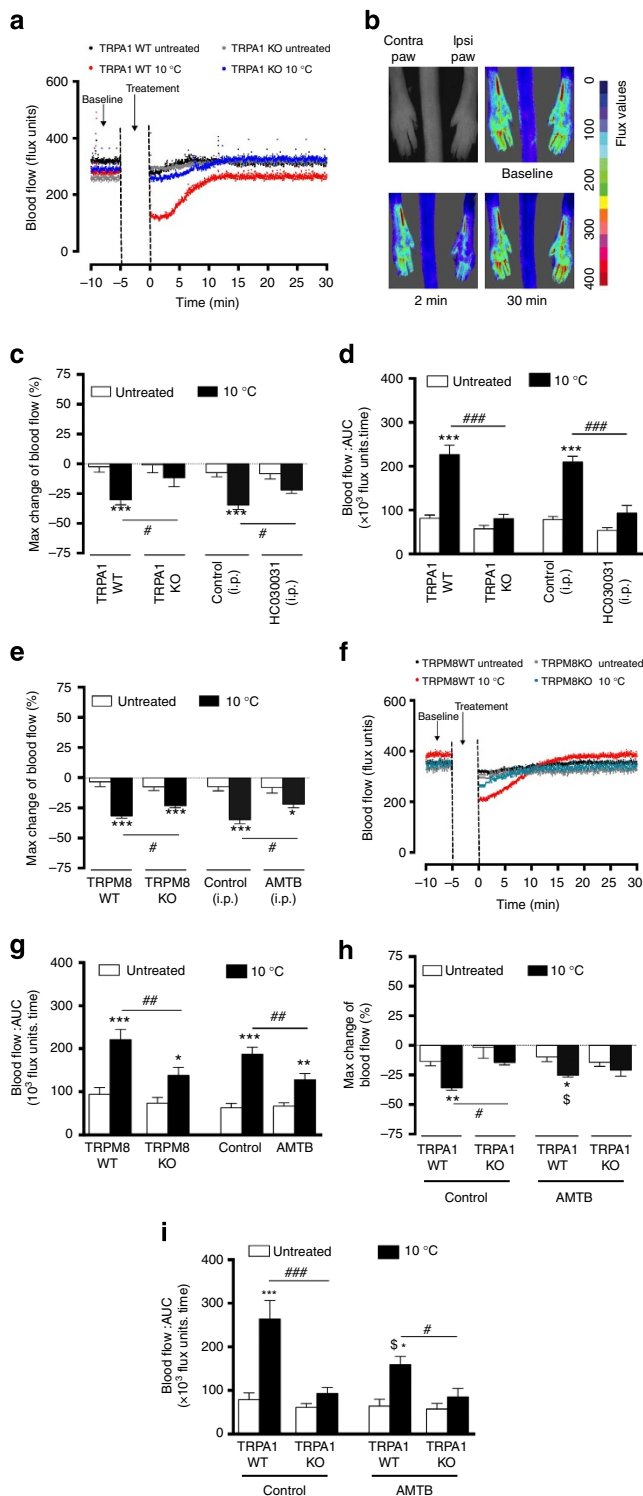 a
TRPA1 WT untreated
TRPA1 KO untreated
TRPA1 WT 10 °C
TRPA1 KO 10 °C
600
400
200
0
Blood flow (flux units)
Baseline
Treatement
−10 −5 0 5 10 15 20 25 30
Time (min)
b
Contra paw
Ipsi paw
Baseline
2 min
30 min
0
100
200
300
400
Flux values
c
Max change of blood flow (%)
75
50
25
0
−25
−50
−75
Untreated
10 °C
***
***
#
#
TRPA1 WT
TRPA1 KO
Control (i.p.)
HC030031 (i.p.)
d
Blood flow :AUC
(×10³ flux units.time)
400
300
200
100
0
Untreated
10 °C
***
###
***
###
TRPA1 WT
TRPA1 KO
Control (i.p.)
HC030031 (i.p.)
e
Max change of blood flow (%)
75
50
25
0
−25
−50
−75
Untreated
10 °C
***
***
***
*
#
#
TRPM8 WT
TRPM8 KO
Control (i.p.)
AMTB (i.p.)
f
TRPM8WT untreated
TRPM8KO untreated
TRPM8WT 10 °C
TRPM8KO 10 °C
Blood flow (flux untis)
600
400
200
0
Baseline
Treatement
−10 −5 0 5 10 15 20 25 30
Time (min)
g
Blood flow :AUC
(10³ flux units. time)
400
300
200
100
0
Untreated
10 °C
***
##
*
***
##
**
TRPM8 WT
TRPM8 KO
Control
AMTB
h
Max change of
blood flow (%)
75
50
25
0
−25
−50
−75
Untreated
10 °C
**
#
*
$
TRPA1 WT
TRPA1 KO
TRPA1 WT
TRPA1 KO
Control
AMTB
i
Blood flow :AUC
(×10³ flux units. time)
400
300
200
100
0
Untreated
10 °C
***
###
$ *
#
TRPA1 WT
TRPA1 KO
TRPA1 WT
TRPA1 KO
Control
AMTB